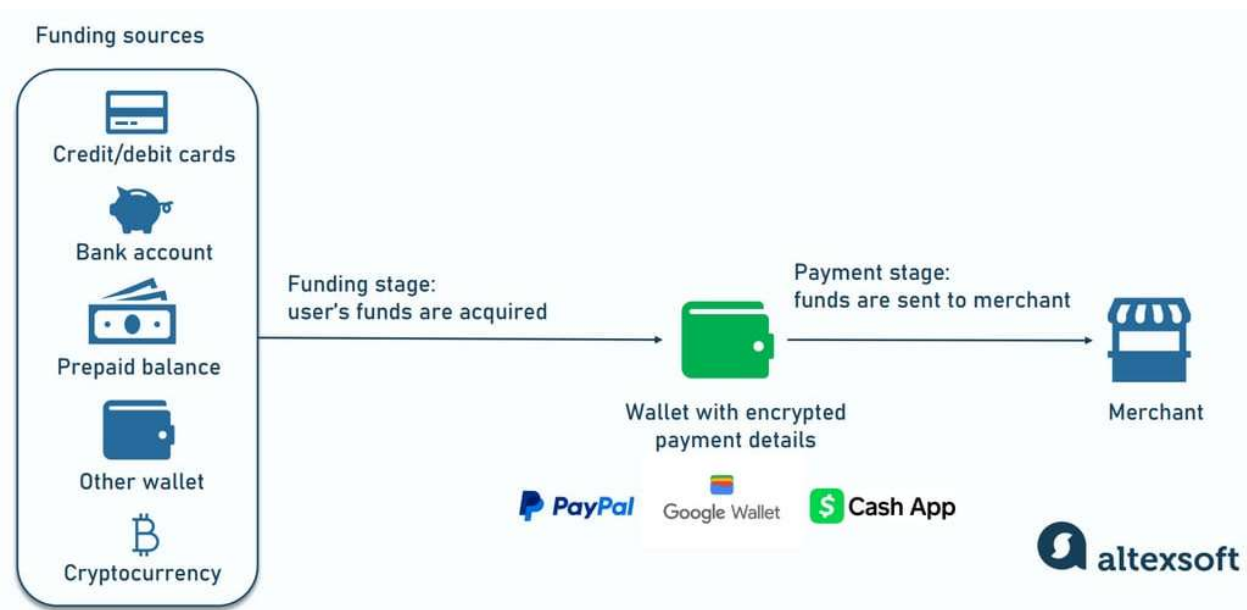 Funding sources
Credit/debit cards
Bank account
Prepaid balance
Other wallet
Cryptocurrency
Funding stage:
user's funds are acquired
Wallet with encrypted
payment details
PayPal
Google Wallet
$ Cash App
Payment stage:
funds are sent to merchant
Merchant
altexsoft